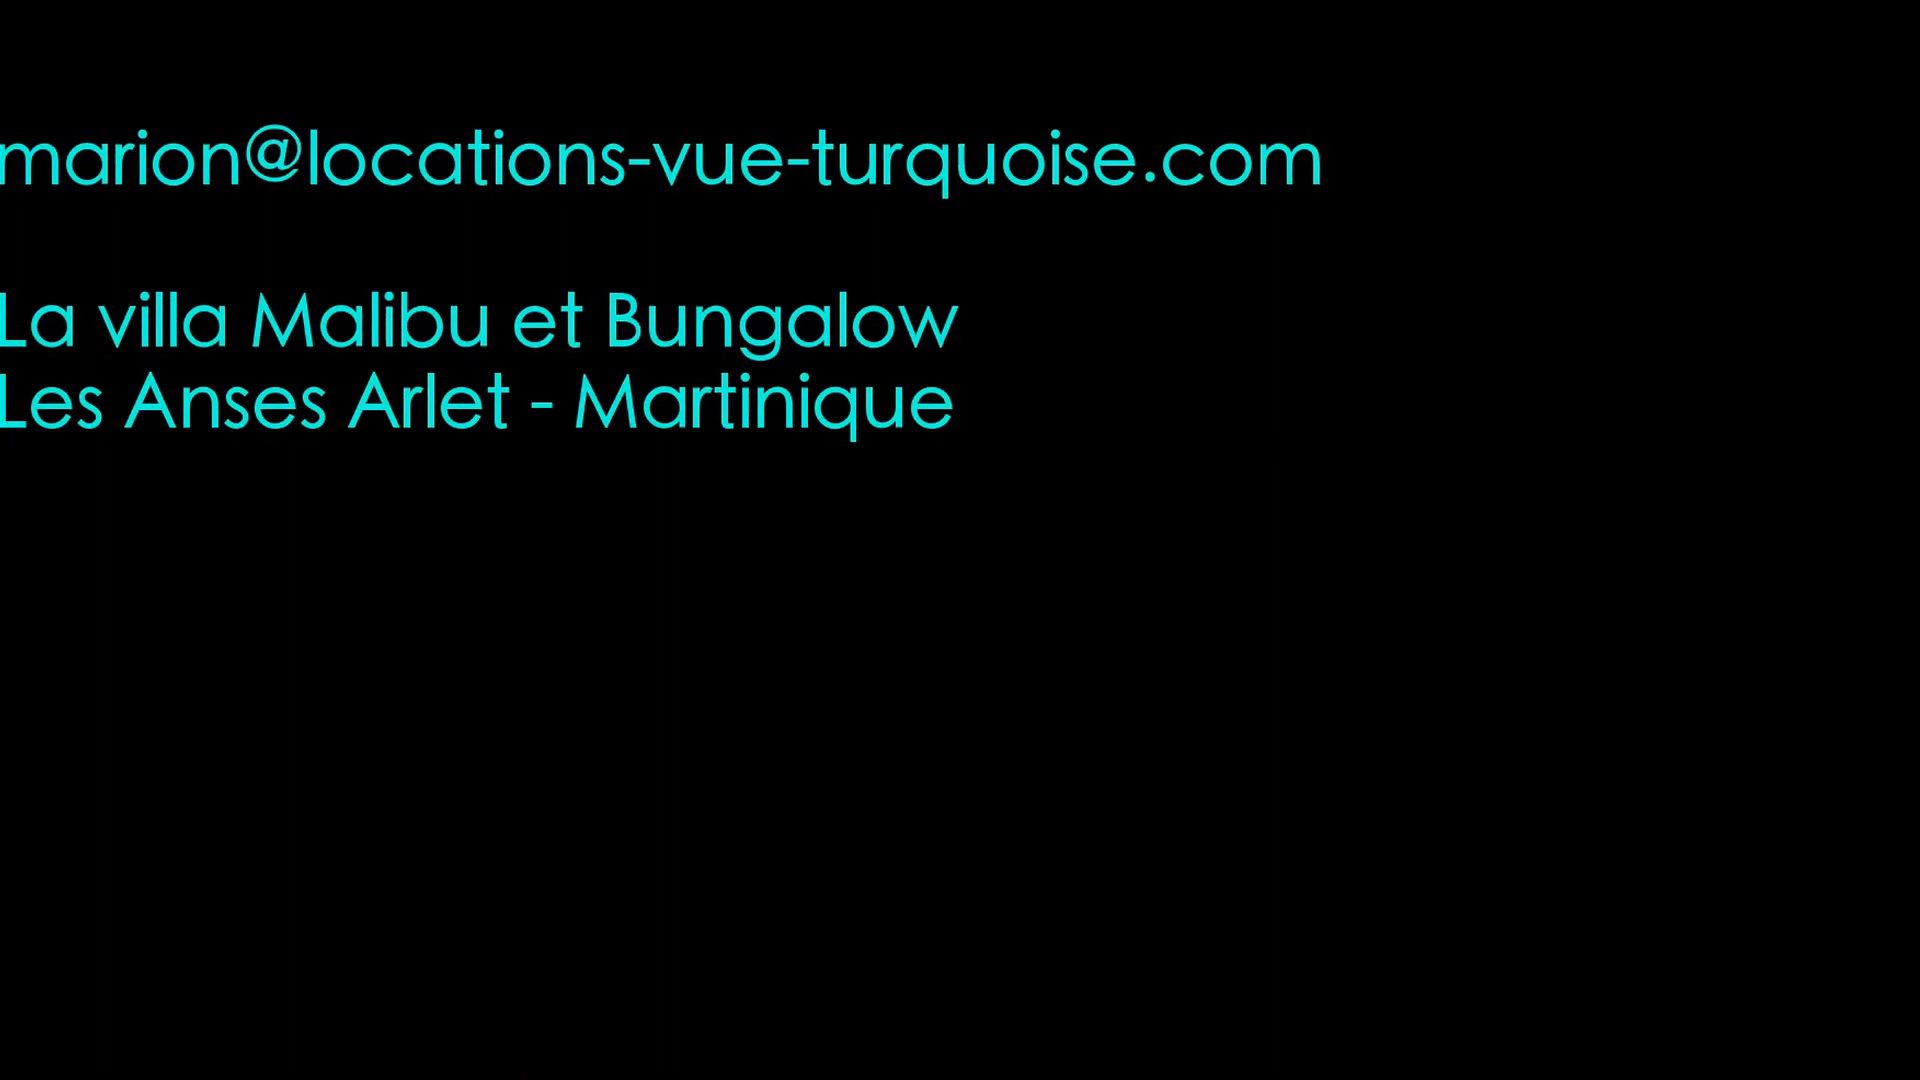 marion@locations-vue-turquoise.com
La villa Malibu et Bungalow
Les Anses Arlet - Martinique